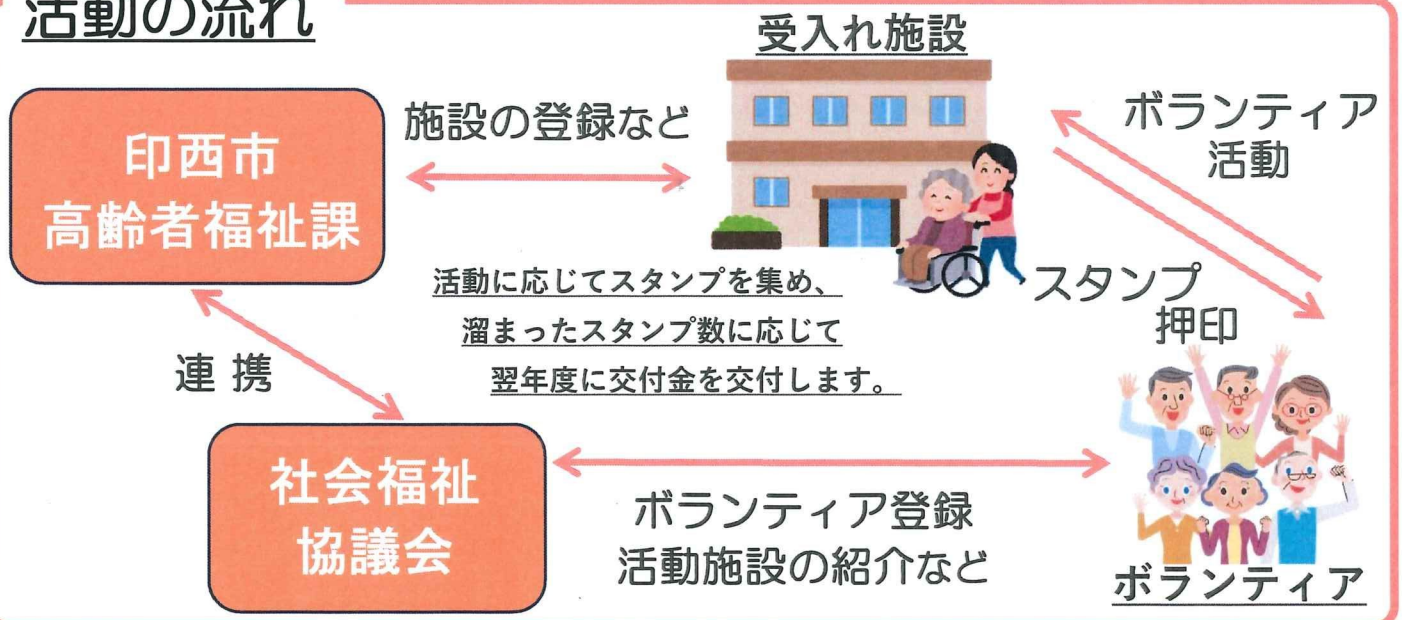 活動の流れ
受入れ施設
印西市
高齢者福祉課
施設の登録など
ボランティア
活動
活動に応じてスタンプを集め、
溜まったスタンプ数に応じて
翌年度に交付金を交付します。
スタンプ
押印
連携
社会福祉
協議会
ボランティア登録
活動施設の紹介など
ボランティア